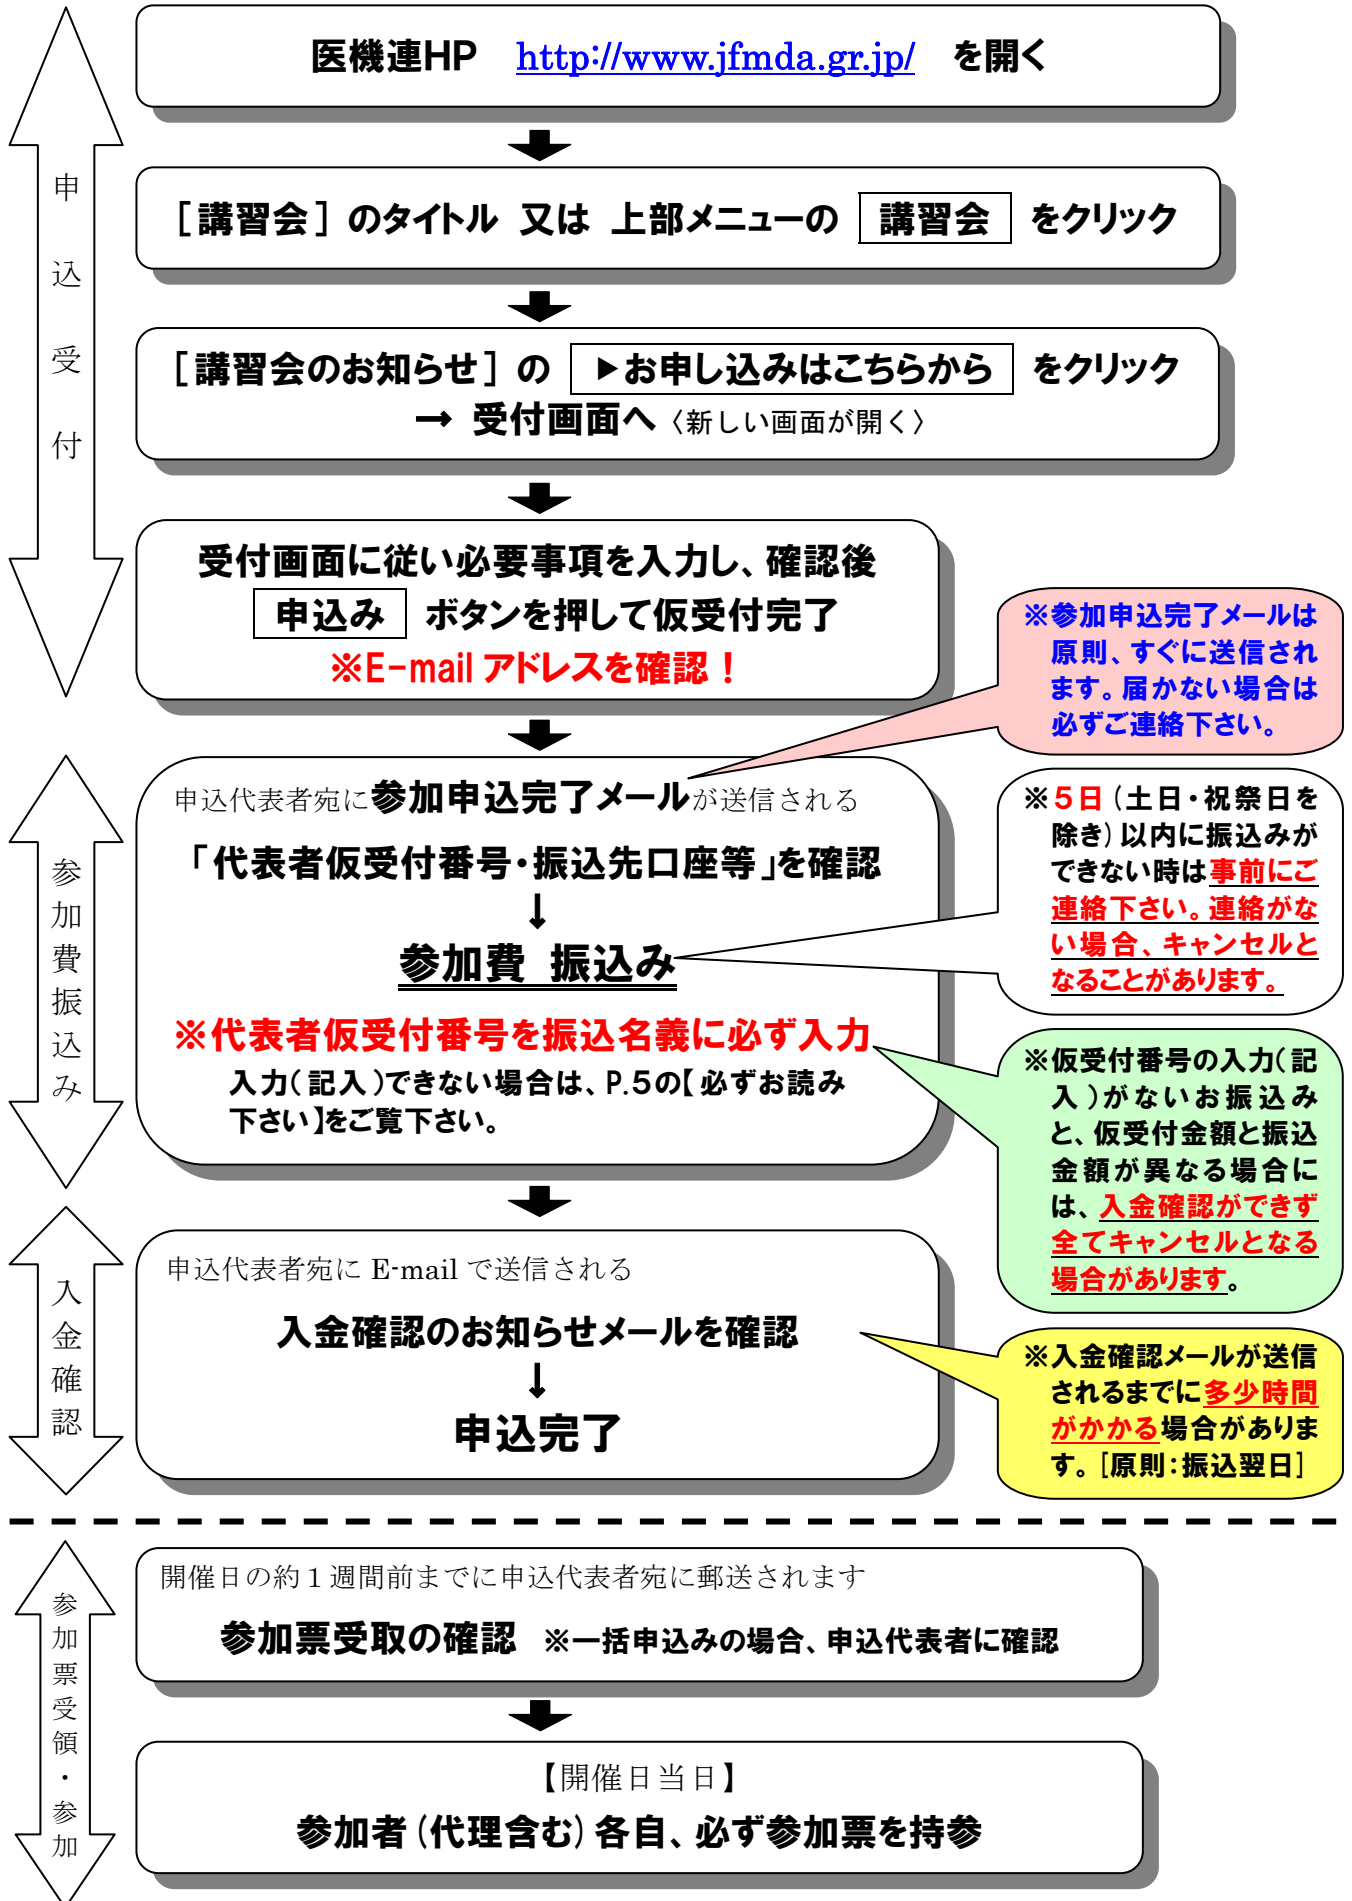 医機連HP　http://www.jfmda.gr.jp/　を開く
［講習会］のタイトル 又は 上部メニューの 講習会 をクリック
［講習会のお知らせ］の ▶お申し込みはこちらから をクリック
→ 受付画面へ〈新しい画面が開く〉
申込受付
受付画面に従い必要事項を入力し、確認後
申込み ボタンを押して仮受付完了
※E-mail アドレスを確認！
※参加申込完了メールは
原則、すぐに送信され
ます。届かない場合は
必ずご連絡下さい。
参加費振込み
申込代表者宛に参加申込完了メールが送信される
「代表者仮受付番号・振込先口座等」を確認
↓
参加費 振込み
※代表者仮受付番号を振込名義に必ず入力
入力（記入）できない場合は、P.5の【必ずお読み
下さい】をご覧下さい。
※５日（土日・祝祭日を
除き）以内に振込みが
できない時は事前にご
連絡下さい。連絡がな
い場合、キャンセルと
なることがあります。
※仮受付番号の入力（記
入）がないお振込み
と、仮受付金額と振込
金額が異なる場合に
は、入金確認ができず
全てキャンセルとなる
場合があります。
入金確認
申込代表者宛に E-mail で送信される
入金確認のお知らせメールを確認
↓
申込完了
※入金確認メールが送信
されるまでに多少時間
がかかる場合がありま
す。［原則：振込翌日］
参加票受領・参加
開催日の約１週間前までに申込代表者宛に郵送されます
参加票受取の確認　※一括申込みの場合、申込代表者に確認
【開催日当日】
参加者（代理含む）各自、必ず参加票を持参